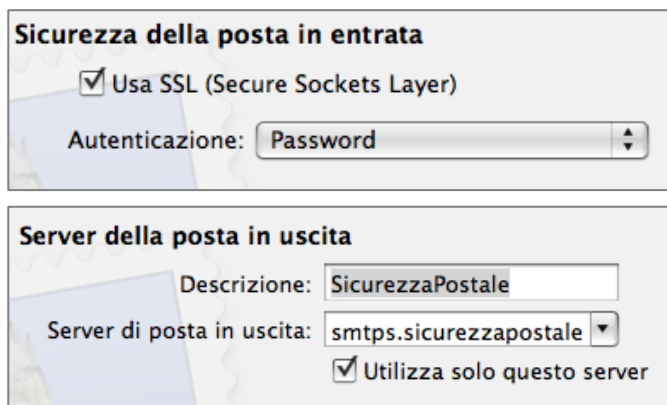 Sicurezza della posta in entrata
Usa SSL (Secure Sockets Layer)
Autenticazione: Password
Server della posta in uscita
Descrizione: SicurezzaPostale
Server di posta in uscita: smtps.sicurezzapostale
Utilizza solo questo server